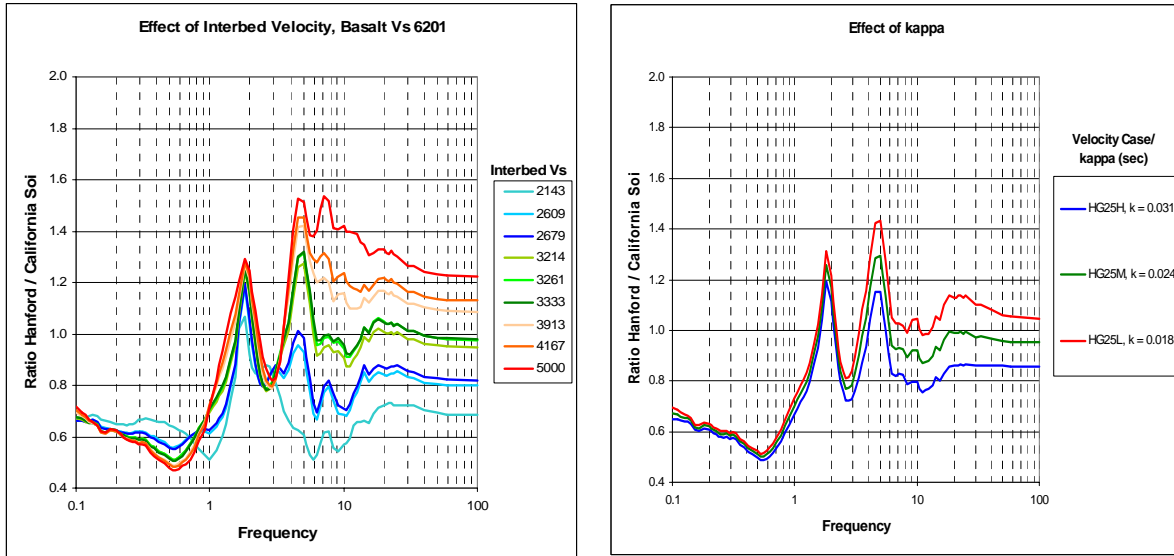 Effect of Interbed Velocity, Basalt Vs 6201
Ratio Hanford / California Soi
2.0
1.8
1.6
1.4
1.2
1.0
0.8
0.6
0.4
0.1
1
10
100
Frequency
Interbed Vs
2143
2609
2679
3214
3261
3333
3913
4167
5000
Effect of kappa
Ratio Hanford / California Soi
2.0
1.8
1.6
1.4
1.2
1.0
0.8
0.6
0.4
0.1
1
10
100
Frequency
Velocity Case/
kappa (sec)
HG25H, k = 0.031
HG25M, k = 0.024
HG25L, k = 0.018